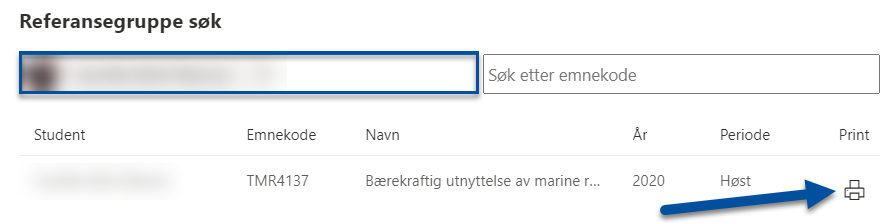 Referansegruppe søk
Søk etter emnekode
Student Emnekode Navn År Periode Print
TMR4137 Bærekraftig utnyttelse av marine r... 2020 Høst